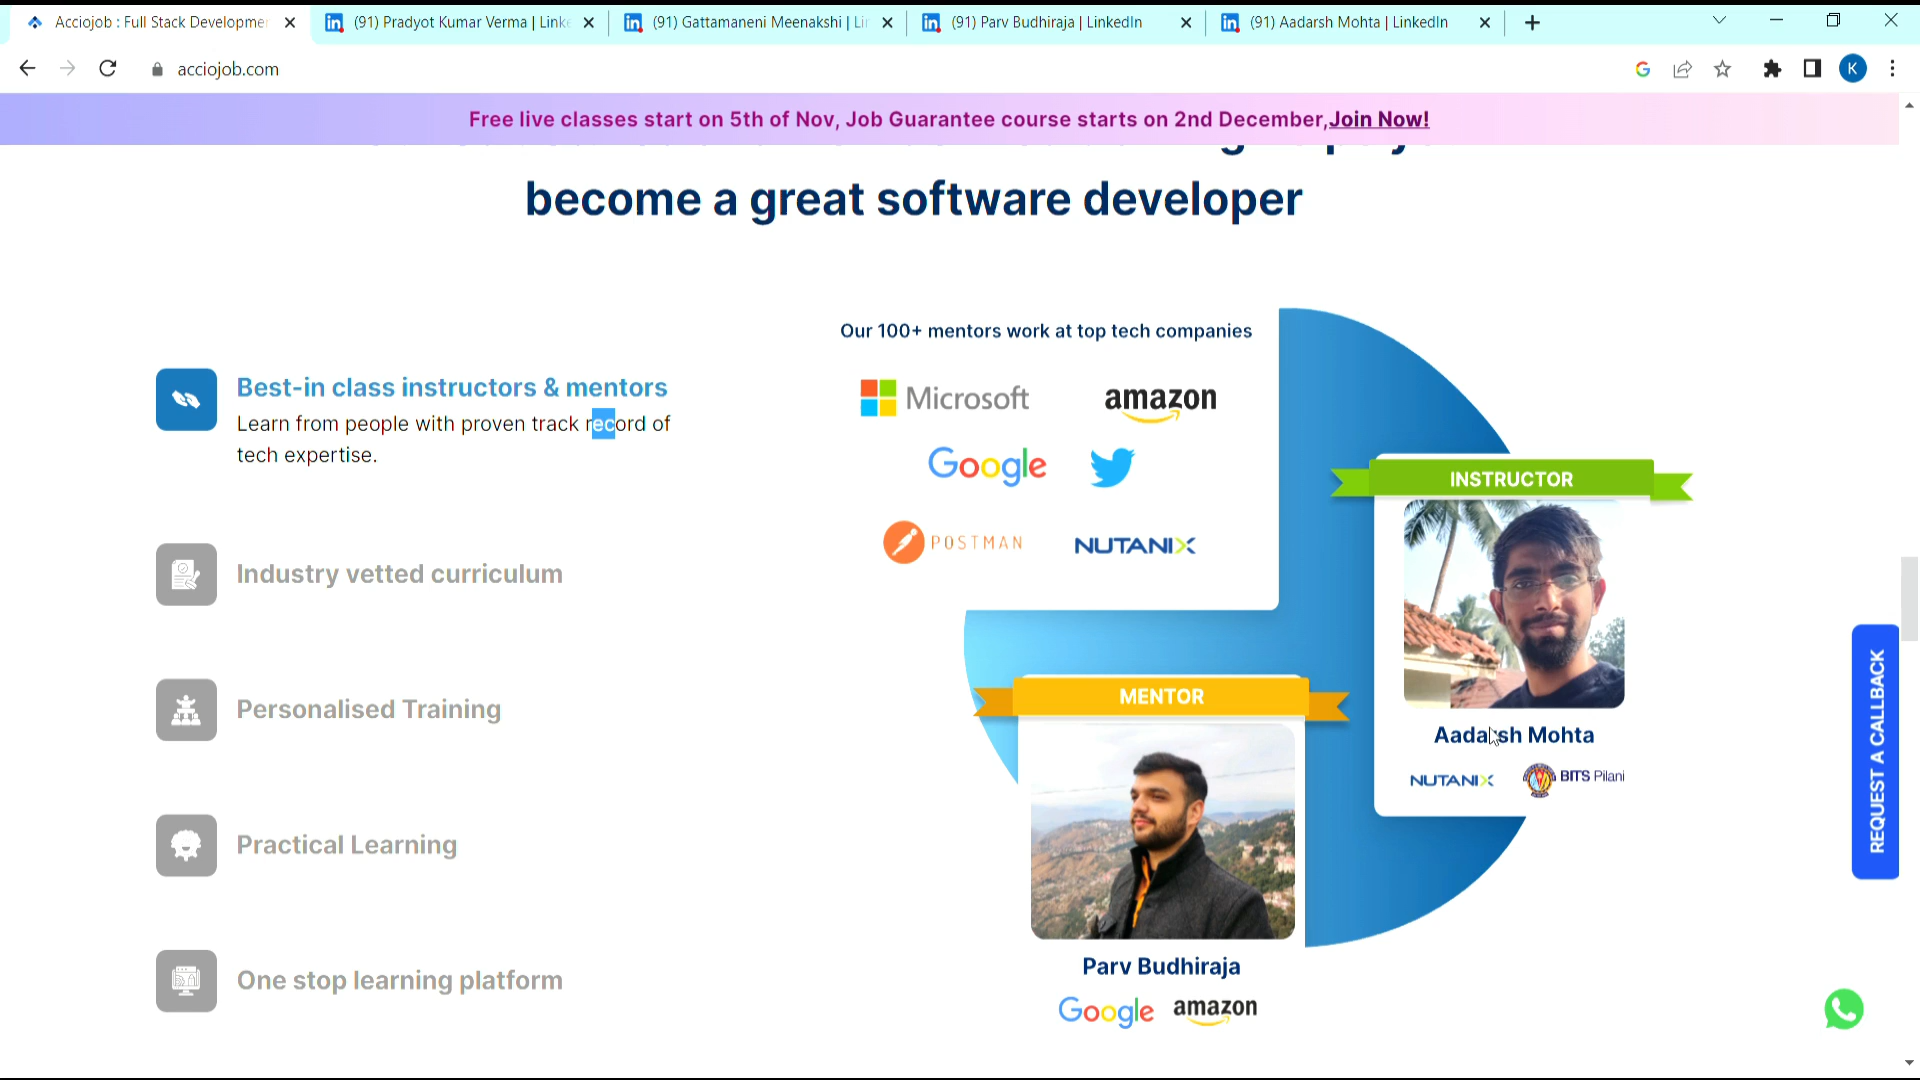 Acciojob : Full Stack Developme
(91) Pradyot Kumar Verma | Linke
(91) Gattamaneni Meenakshi | Lin
(91) Parv Budhiraja | LinkedIn
(91) Aadarsh Mohta | LinkedIn
acciojob.com
K
Free live classes start on 5th of Nov, Job Guarantee course starts on 2nd December,Join Now!
become a great software developer
Our 100+ mentors work at top tech companies
Microsoft
amazon
Google
POSTMAN
NUTANIX
Best-in class instructors & mentors
Learn from people with proven track record of
tech expertise.
Industry vetted curriculum
Personalised Training
Practical Learning
One stop learning platform
INSTRUCTOR
Aadarsh Mohta
NUTANIX
BITS Pilani
MENTOR
Parv Budhiraja
Google
amazon
REQUEST A CALLBACK